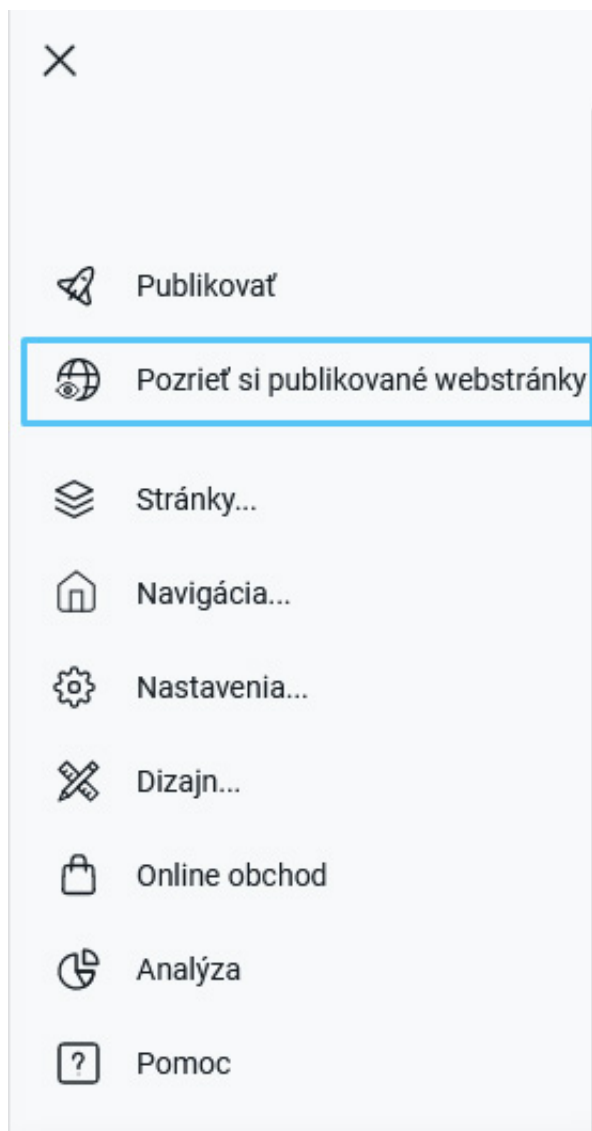 Publikovať
Pozrieť si publikované webstránky
Stránky...
Navigácia...
Nastavenia...
Dizajn...
Online obchod
Analýza
Pomoc